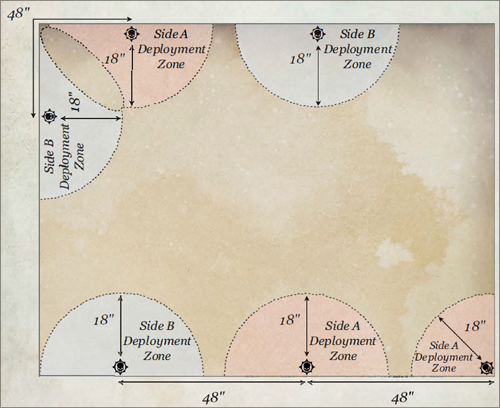 48"
Side A
Deployment
Zone
18"
Side B
Deployment
Zone
18"
18"
Side B
Deployment
Zone
18"
Side B
Deployment
Zone
18"
Side A
Deployment
Zone
18"
Side A
Deployment
Zone
48"
48"